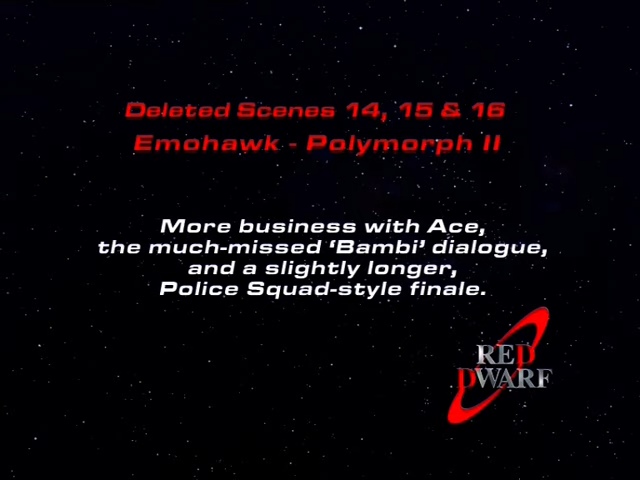 Deleted Scenes 14, 15 & 16
Emohawk - Polymorph II
More business with Ace,
the much-missed ‘Bambi’ dialogue,
and a slightly longer,
Police Squad-style finale.
RED
DWARF